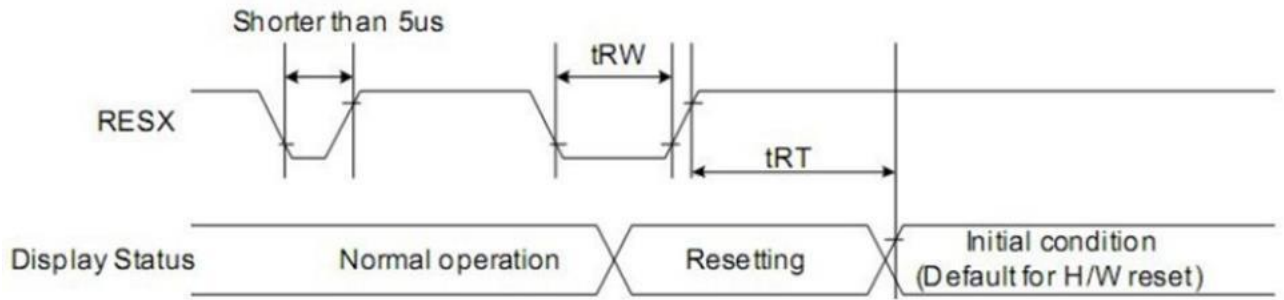 Shorter than 5us
tRW
RESX
tRT
Display Status
Normal operation
Resetting
Initial condition
(Default for H/W reset)